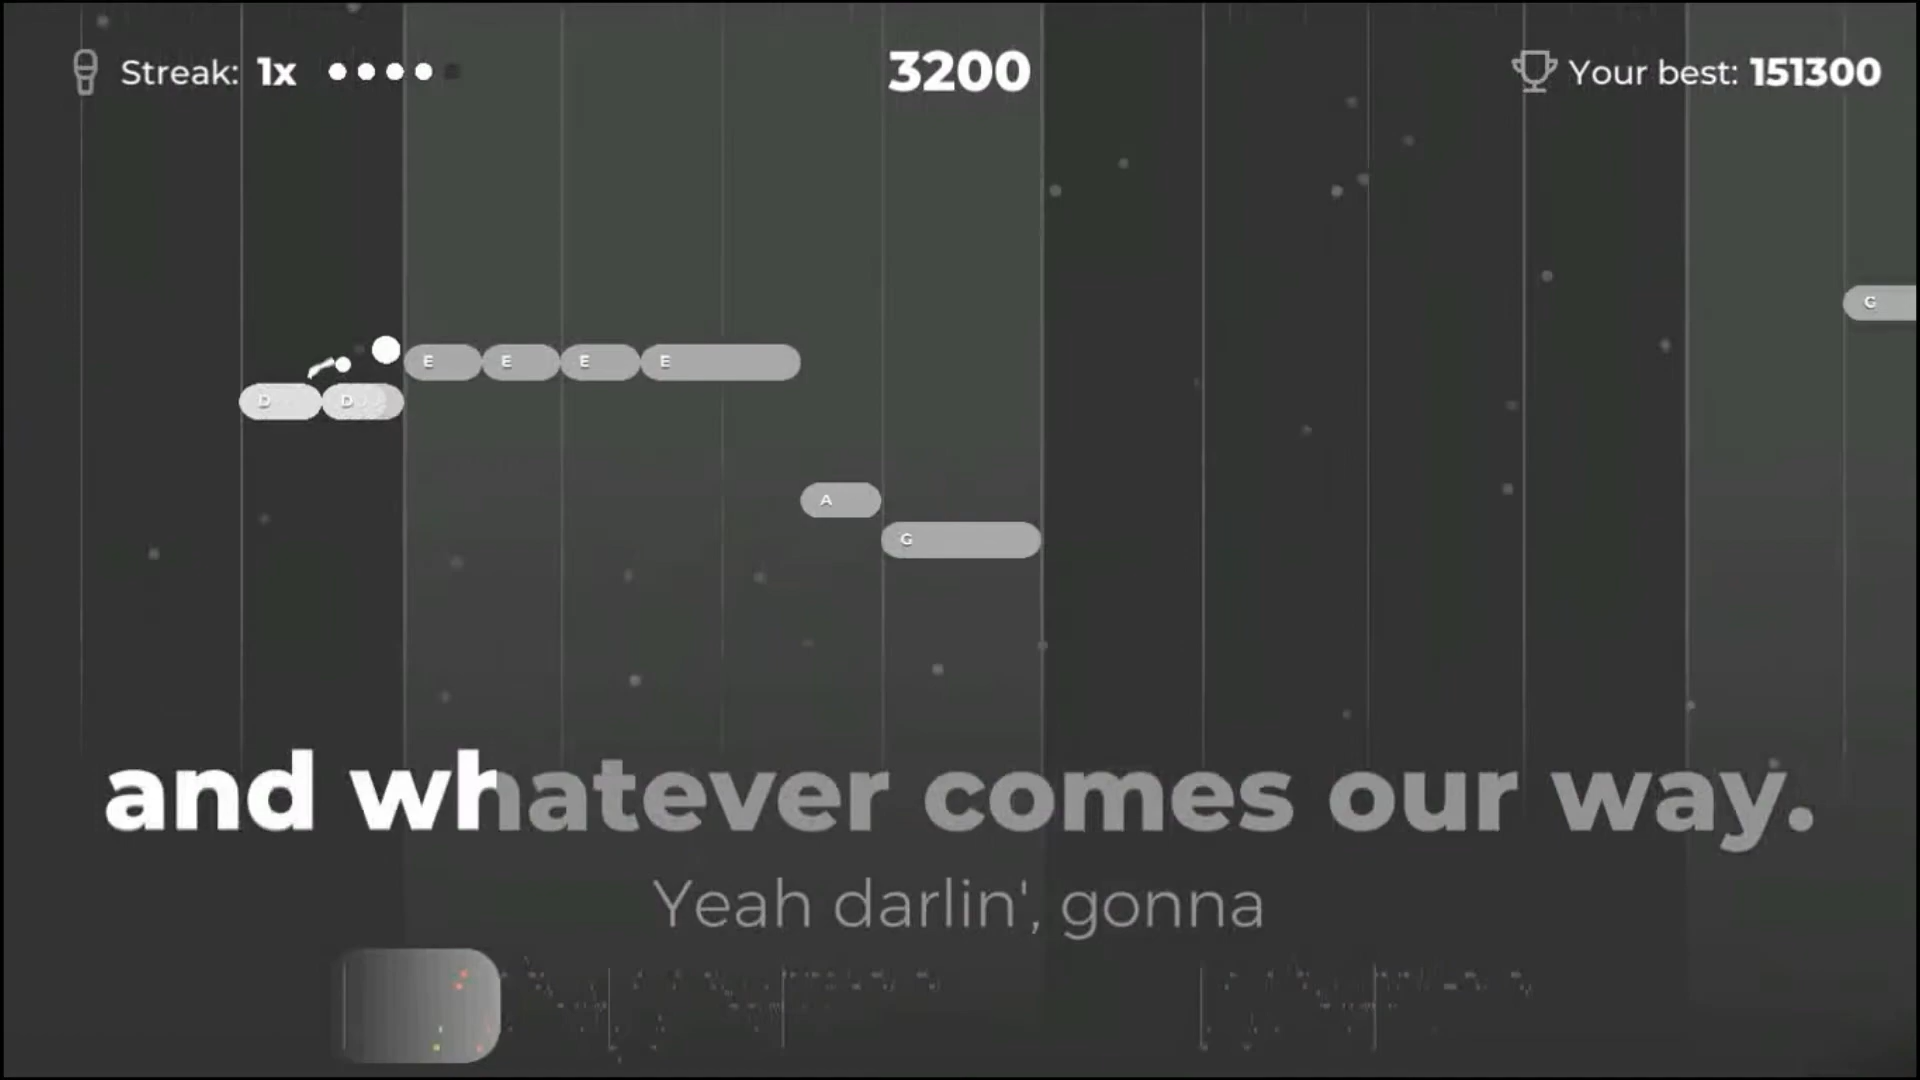 Streak: 1x 3200 Your best: 151300
G
E E E E
D D
A
G
and whatever comes our way.
Yeah darlin', gonna